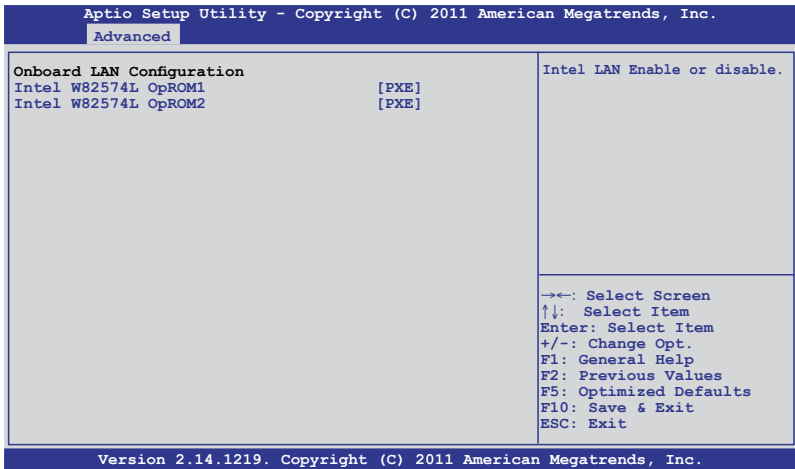 Aptio Setup Utility - Copyright (C) 2011 American Megatrends, Inc.
Advanced
Onboard LAN Configuration
Intel W82574L OpROM1 [PXE]
Intel W82574L OpROM2 [PXE]
Intel LAN Enable or disable.
→←: Select Screen
↑↓: Select Item
Enter: Select Item
+/-: Change Opt.
F1: General Help
F2: Previous Values
F5: Optimized Defaults
F10: Save & Exit
ESC: Exit
Version 2.14.1219. Copyright (C) 2011 American Megatrends, Inc.